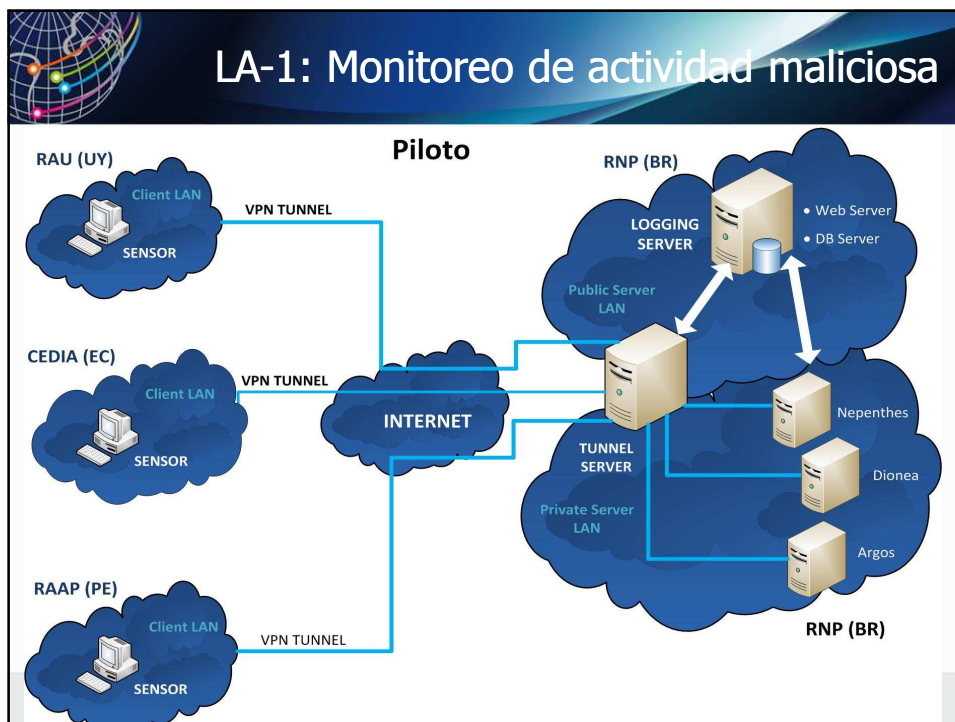 LA-1: Monitoreo de actividad maliciosa
Piloto
RAU (UY)
Client LAN
SENSOR
VPN TUNNEL
CEDIA (EC)
Client LAN
SENSOR
VPN TUNNEL
RAAP (PE)
Client LAN
SENSOR
VPN TUNNEL
INTERNET
RNP (BR)
LOGGING
SERVER
• Web Server
• DB Server
Public Server
LAN
TUNNEL
SERVER
Private Server
LAN
Nepenthes
Dionea
Argos
RNP (BR)